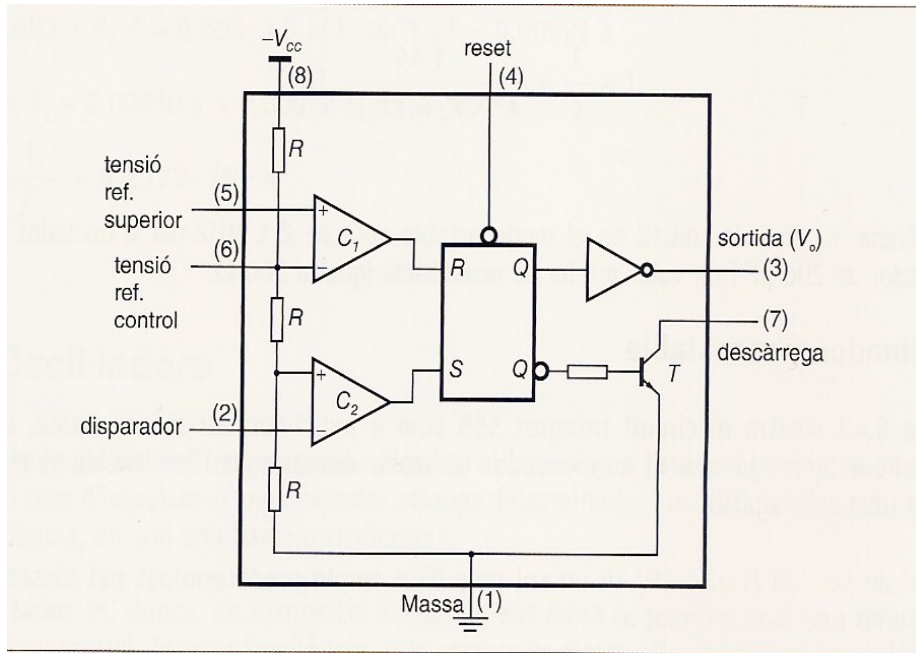 –Vcc
(8)
reset
(4)
R
tensió
ref.
superior
(5)
+
C1
–
(6)
tensió
ref.
control
R
R
Q
sortida (Vo)
(3)
(7)
descàrrega
S
Q
T
+
C2
–
disparador
(2)
R
Massa
(1)